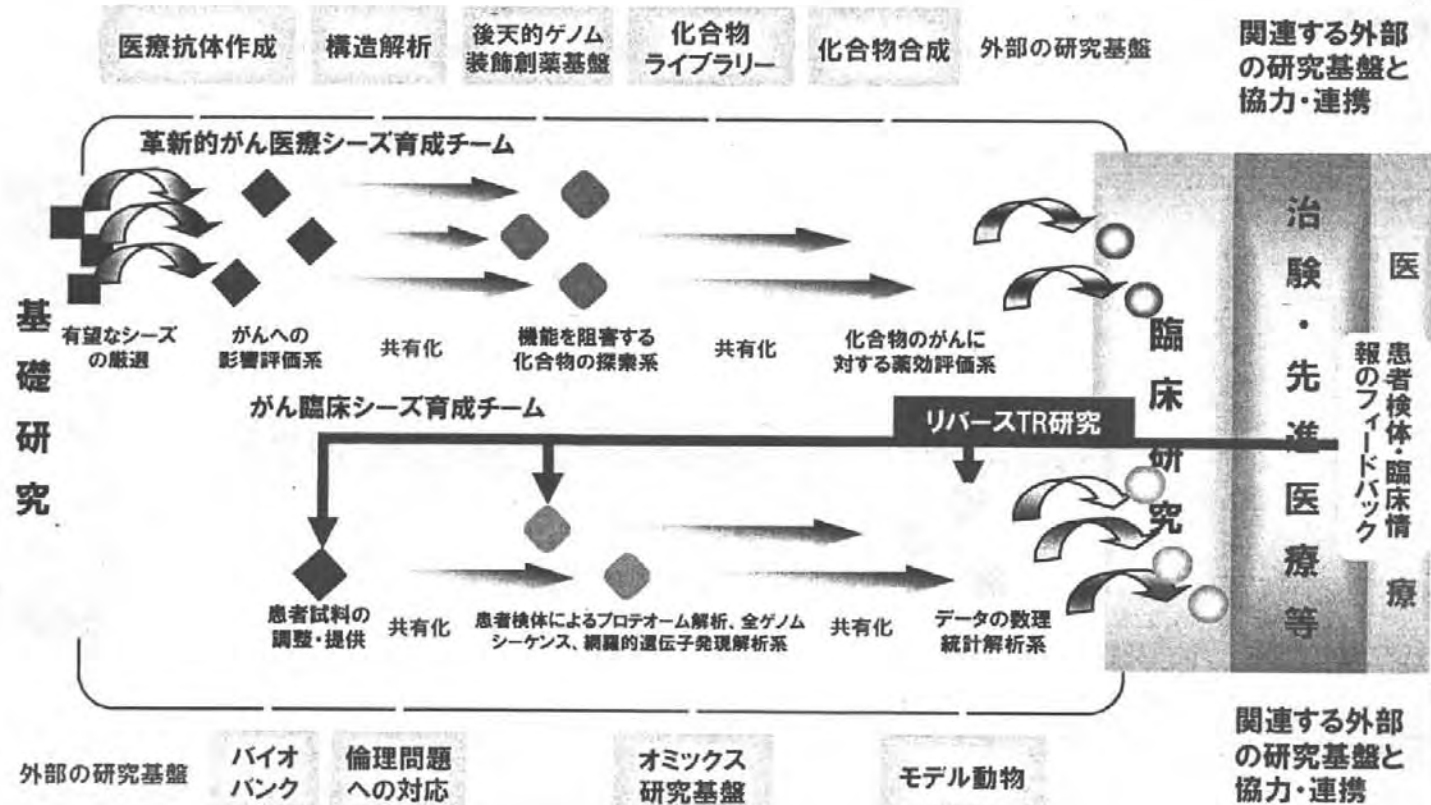 医療抗体作成
構造解析
後天的ゲノム
装飾創薬基盤
化合物
ライブラリー
化合物合成
外部の研究基盤
関連する外部
の研究基盤と
協力・連携
革新的がん医療シーズ育成チーム
基礎研究
有望なシーズ
の厳選
がんへの
影響評価系
共有化
機能を阻害する
化合物の探索系
共有化
化合物のがんに
対する薬効評価系
臨床研究
治験・先進医療等
医療
患者検体・臨床情
報のフィードバック
がん臨床シーズ育成チーム
リバースTR研究
患者試料の
調整・提供
共有化
患者検体によるプロテオーム解析、全ゲノム
シーケンス、網羅的遺伝子発現解析系
共有化
データの数理
統計解析系
外部の研究基盤
バイオ
バンク
倫理問題
への対応
オミックス
研究基盤
モデル動物
関連する外部
の研究基盤と
協力・連携